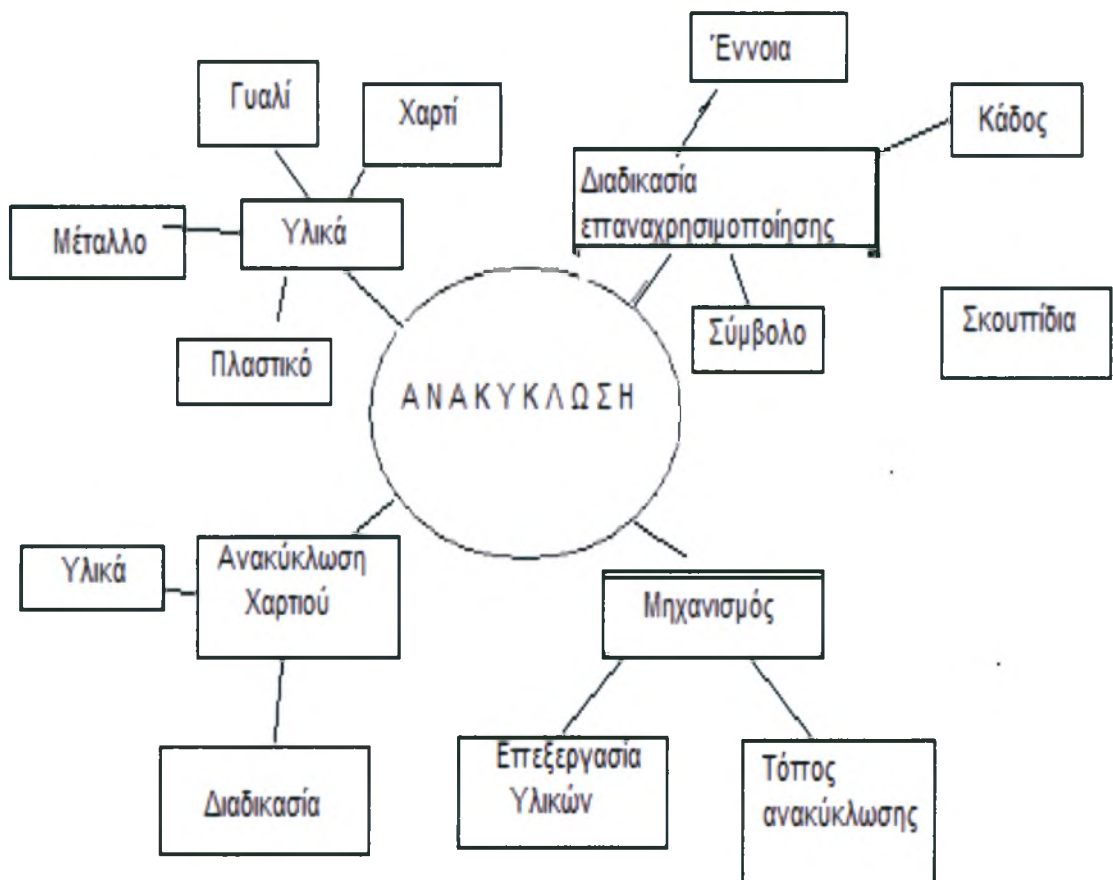 Έννοια
Γυαλί
Χαρτί
Κάδος
Διαδικασία
επαναχρησιμοποίησης
Μέταλλο
Υλικά
Σκουπίδια
Σύμβολο
Πλαστικό
ΑΝΑΚΥΚΛΩΣΗ
Υλικά
Ανακύκλωση
Χαρτιού
Μηχανισμός
Επεξεργασία
Υλικών
Τόπος
ανακύκλωσης
Διαδικασία